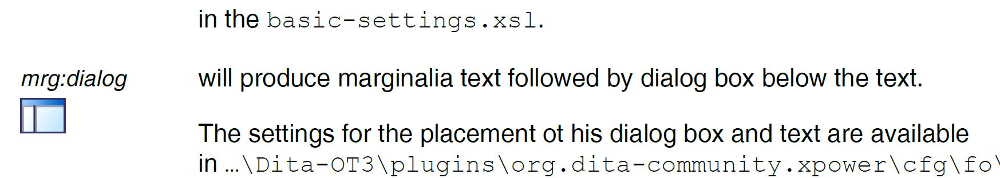 in the basic-settings.xsl.
mrg:dialog will produce marginalia text followed by dialog box below the text.
The settings for the placement ot his dialog box and text are available
in ...\Dita-OT3\plugins\org.dita-community.xpower\cfg\fo\